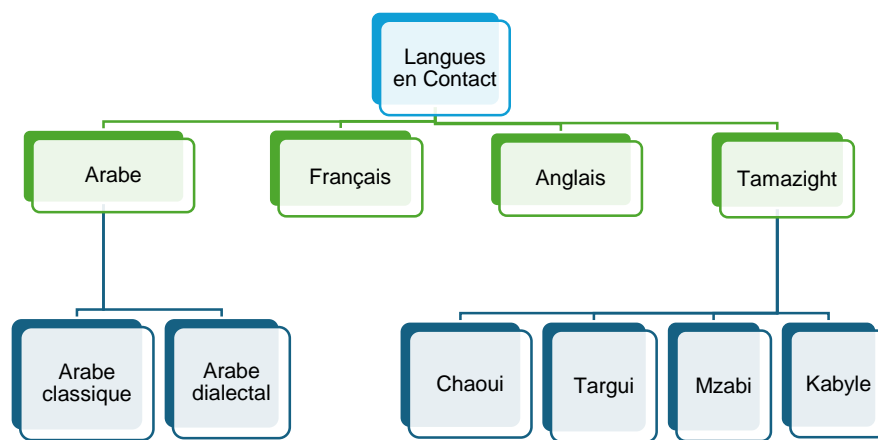 Langues
en Contact
Arabe
Français
Anglais
Tamazight
Arabe
classique
Arabe
dialectal
Chaoui
Targui
Mzabi
Kabyle